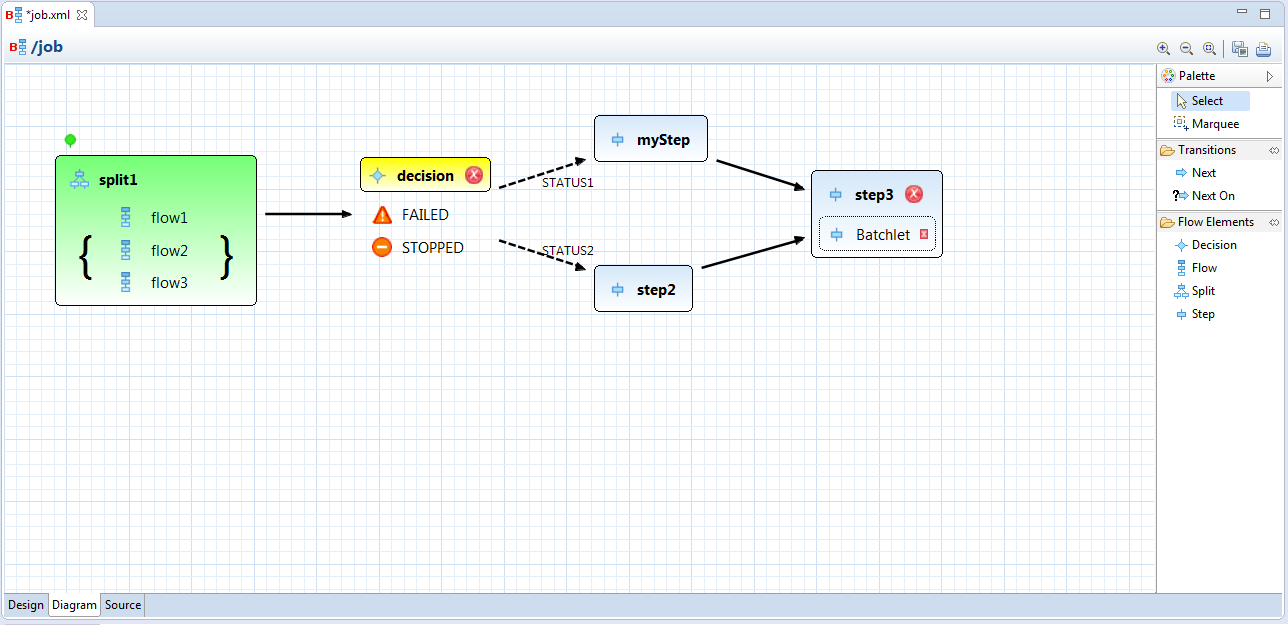 *job.xml
/job
Palette
Select
Marquee
Transitions
Next
Next On
Flow Elements
Decision
Flow
Split
Step
split1
flow1
flow2
flow3
{ }
decision
FAILED
STOPPED
STATUS1
STATUS2
myStep
step2
step3
Batchlet
Design Diagram Source